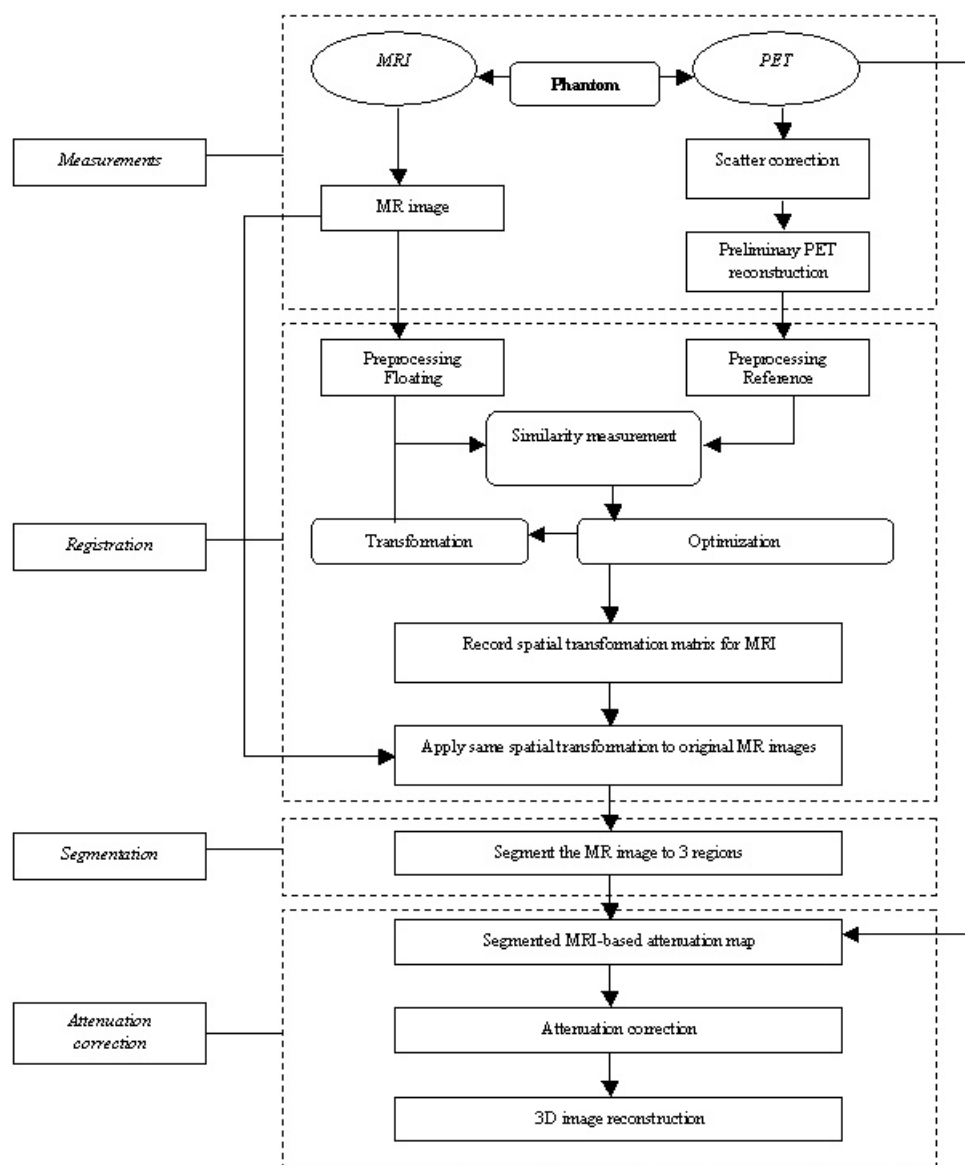 MRI
Phantom
PET
Measurements
Scatter correction
MR image
Preliminary PET
reconstruction
Preprocessing
Floating
Preprocessing
Reference
Similarity measurement
Registration
Transformation
Optimization
Record spatial transformation matrix for MRI
Apply same spatial transformation to original MR images
Segmentation
Segment the MR image to 3 regions
Segmented MRI-based attenuation map
Attenuation
correction
Attenuation correction
3D image reconstruction